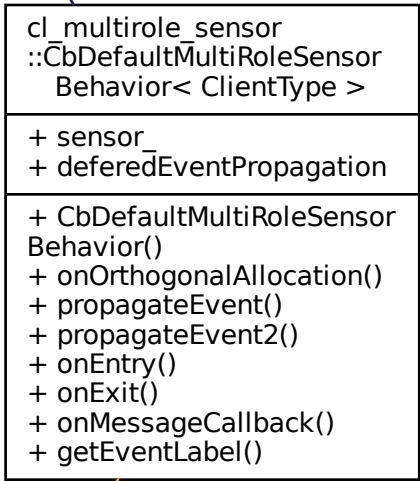 cl_multirole_sensor
::CbDefaultMultiRoleSensor
Behavior< ClientType >
+ sensor_
+ deferedEventPropagation
+ CbDefaultMultiRoleSensor
Behavior()
+ onOrthogonalAllocation()
+ propagateEvent()
+ propagateEvent2()
+ onEntry()
+ onExit()
+ onMessageCallback()
+ getEventLabel()